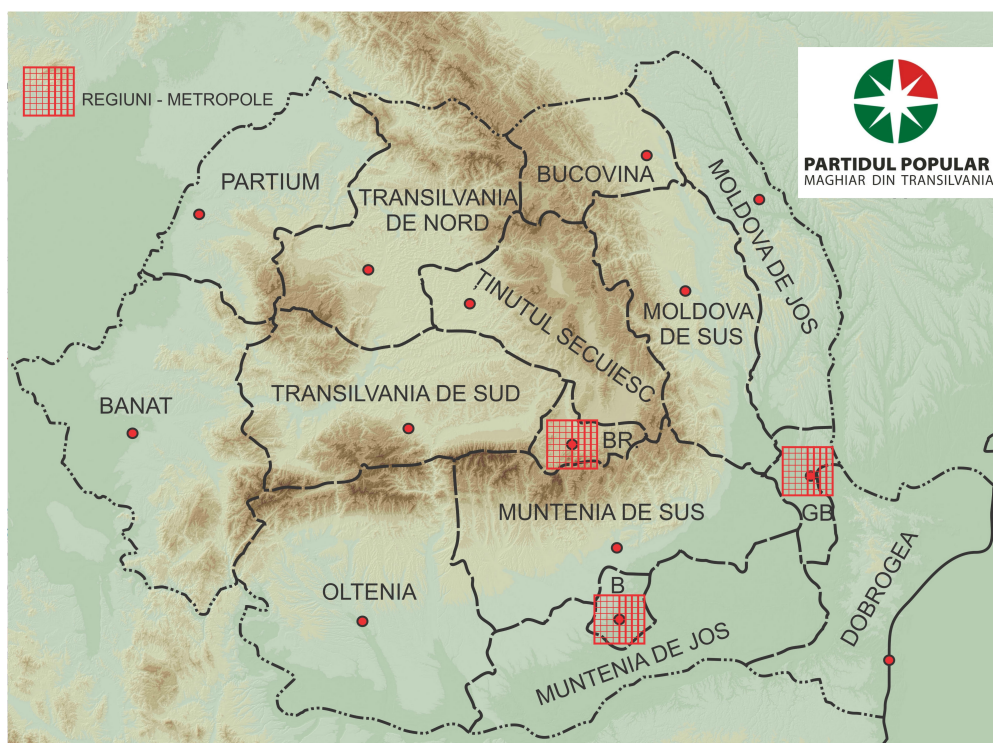 REGIUNI - METROPOLE
PARTIDUL POPULAR
MAGHIAR DIN TRANSILVANIA
PARTIUM
TRANSILVANIA
DE NORD
BUCOVINA
MOLDOVA DE JOS
ȚINUTUL SECUIESC
MOLDOVA
DE SUS
BANAT
TRANSILVANIA DE SUD
BR
MUNTENIA DE SUS
GB
OLTENIA
B
MUNTENIA DE JOS
DOBROGEA